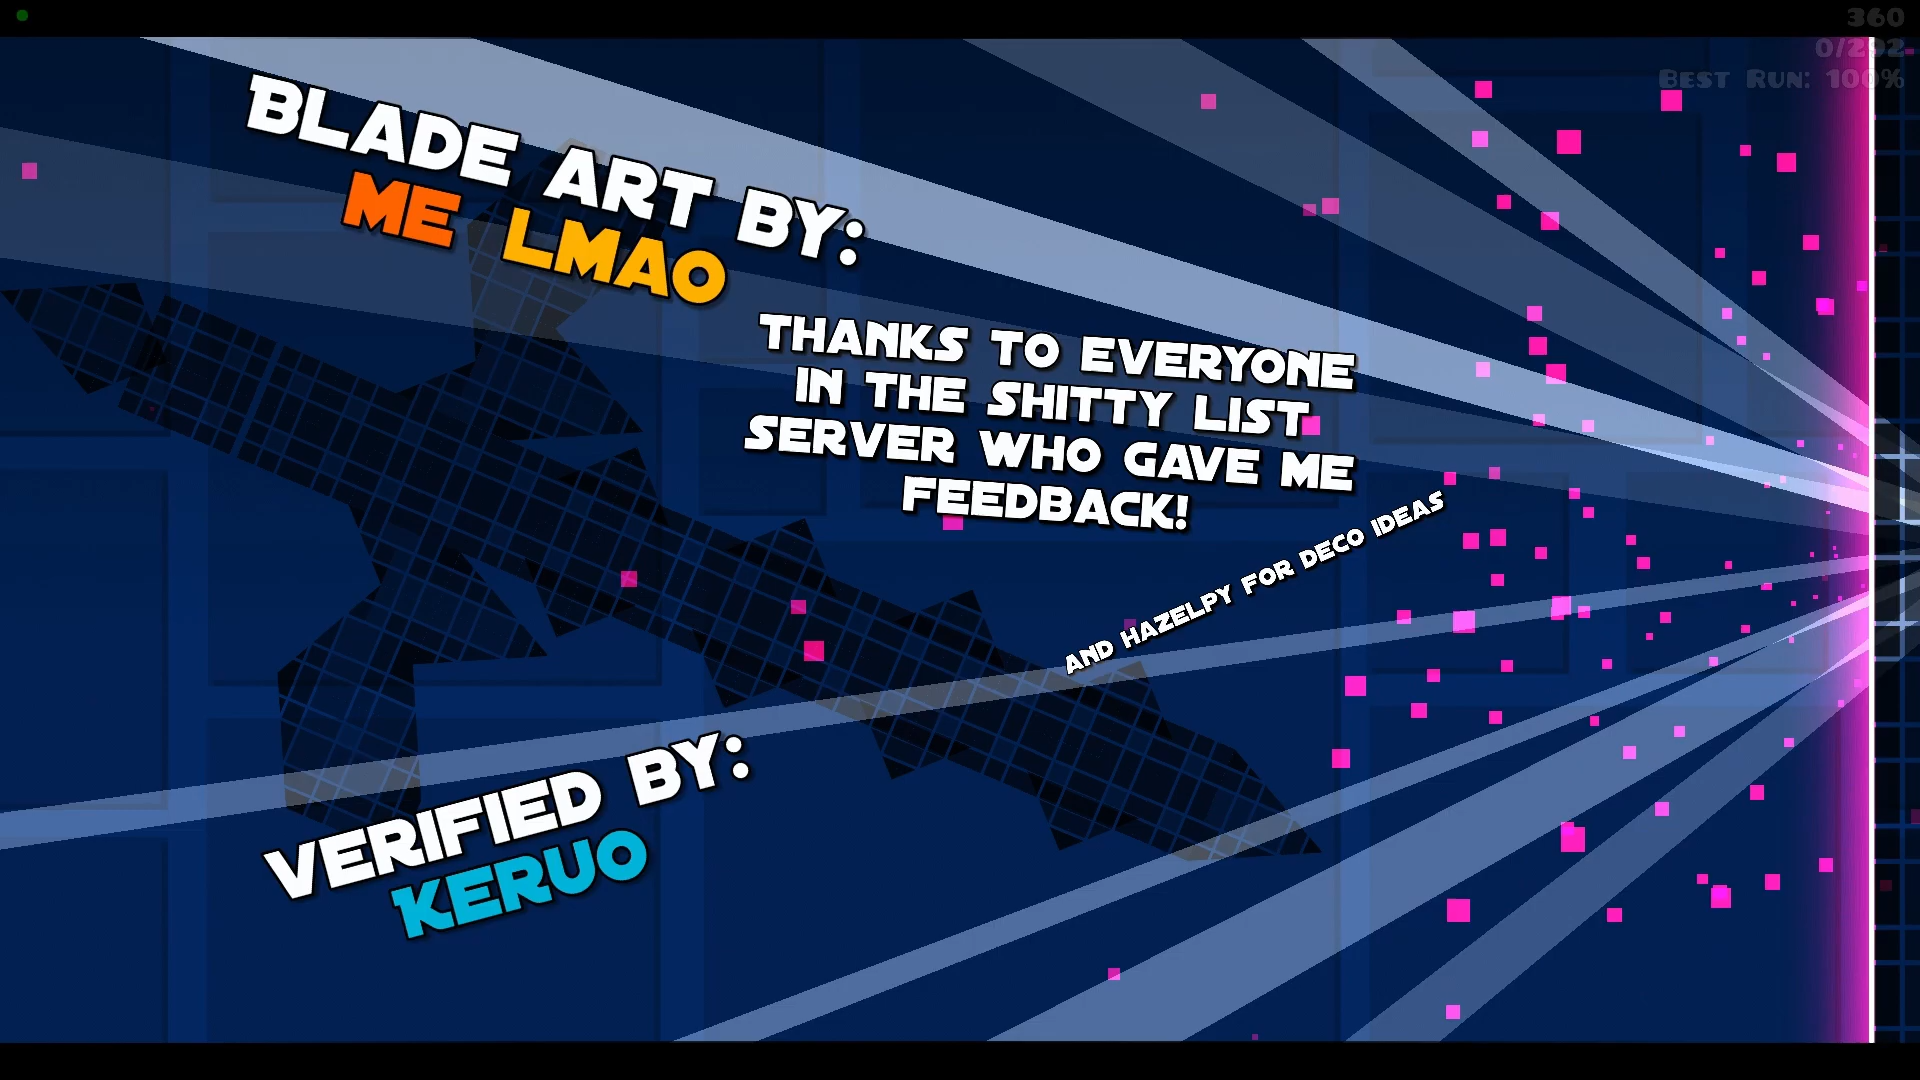 360
0/292
Best Run: 100%
Blade art by:
me lmao
Thanks to everyone
in the shitty list
server who gave me
feedback!
and hazelpy for deco ideas
Verified by:
Keruo